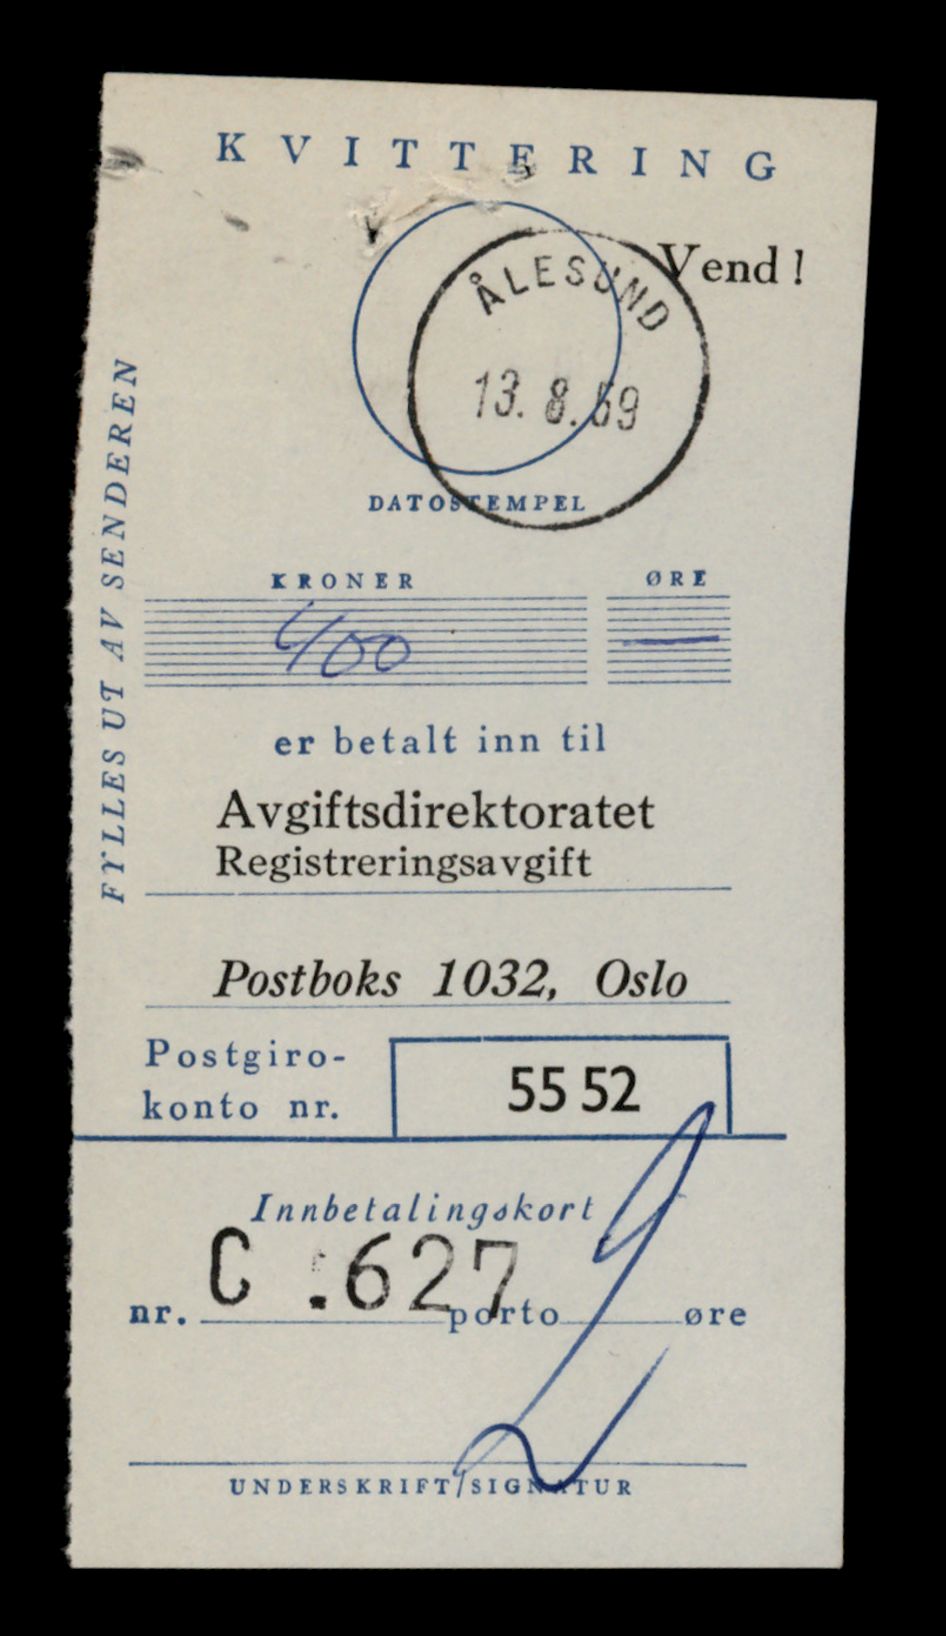 KVITTERING
Vend!
ÅLESUND
13.8.69
DATOSTEMPEL
FYLLES UT AV SENDEREN
KRONER ØRE
400 —
er betalt inn til
Avgiftsdirektoratet
Registreringsavgift
Postboks 1032, Oslo
Postgiro-
konto nr. 55 52
Innbetalingskort
C .627
nr. porto øre
UNDERSKRIFT/SIGNATUR